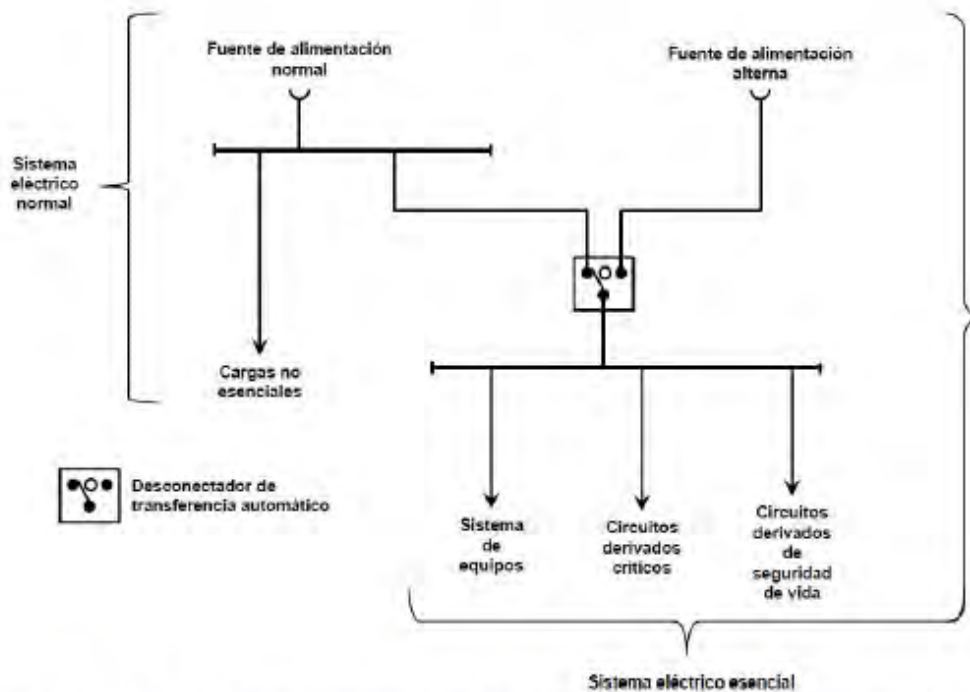 Fuente de alimentación
normal
Fuente de alimentación
alterna
Sistema
eléctrico
normal
Cargas no
esenciales
Desconectador de
transferencia automático
Sistema
de
equipos
Circuitos
derivados
críticos
Circuitos
derivados
de
seguridad
de vida
Sistema eléctrico esencial